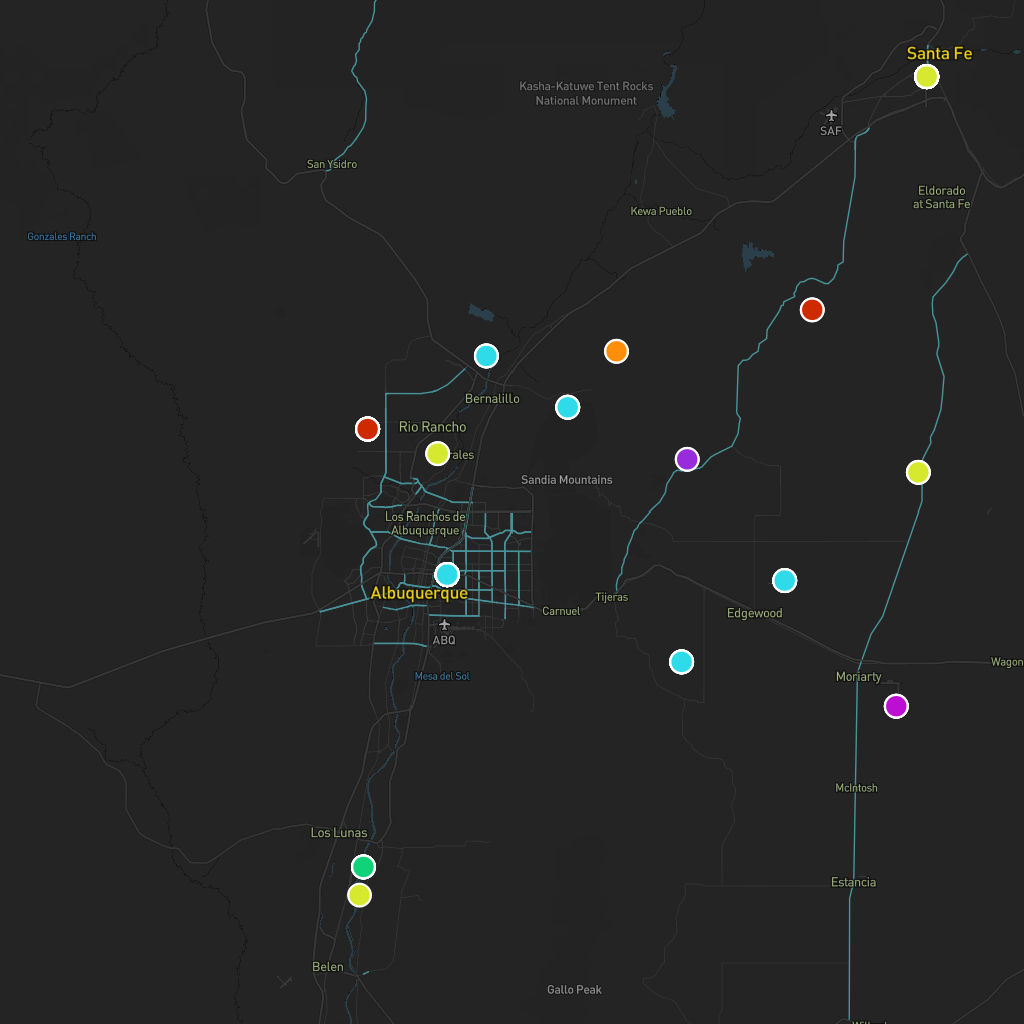 Santa Fe
Kasha-Katuwe Tent Rocks
National Monument
SAF
San Ysidro
Eldorado
at Santa Fe
Kewa Pueblo
Gonzales Ranch
Bernalillo
Rio Rancho
rales
Sandia Mountains
Los Ranchos de
Albuquerque
Albuquerque
Tijeras
Carnuel
Edgewood
ABQ
Wagon
Mesa del Sol
Moriarty
McIntosh
Los Lunas
Estancia
Belen
Gallo Peak